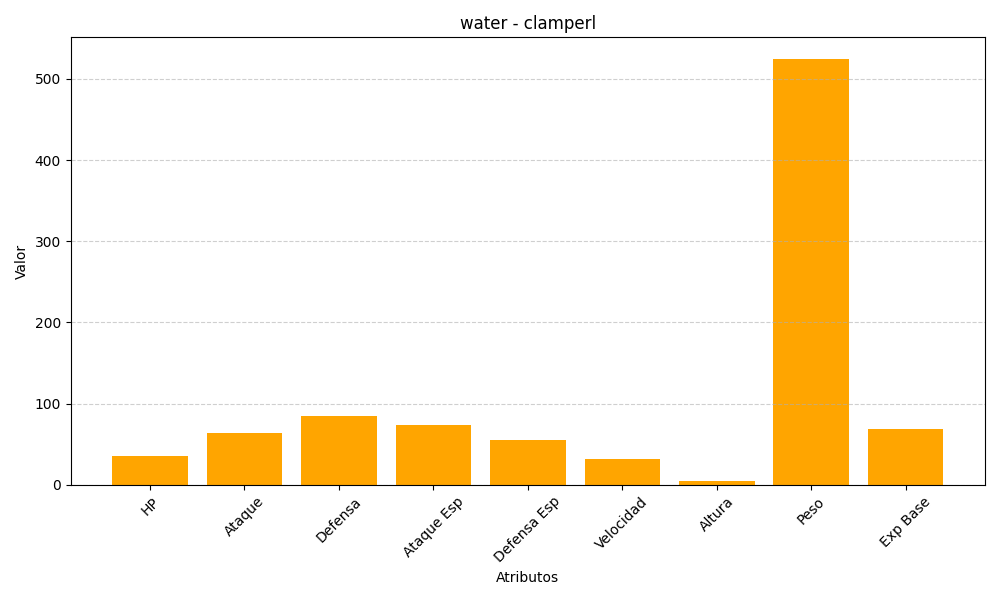 water - clamperl
Valor
500
400
300
200
100
0
HP
Ataque
Defensa
Ataque Esp
Defensa Esp
Velocidad
Altura
Peso
Exp Base
Atributos